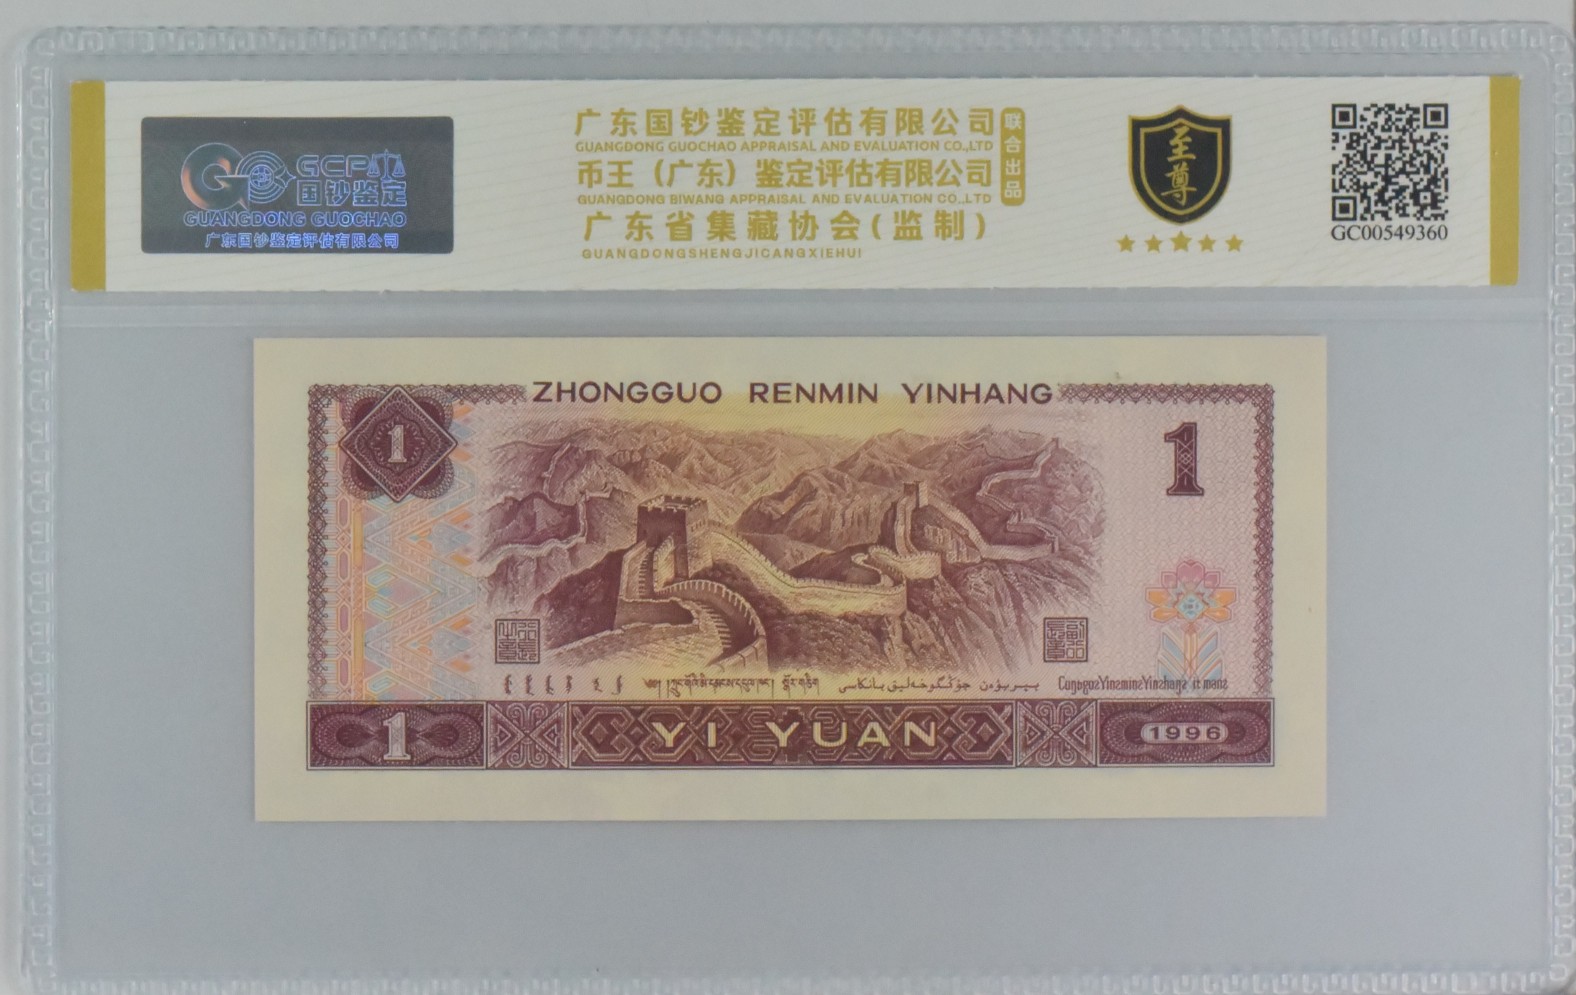 GCP
国钞鉴定
GUANGDONG GUOCHAO
广东国钞鉴定评估有限公司
广东国钞鉴定评估有限公司
GUANGDONG GUOCHAO APPRAISAL AND EVALUATION CO.,LTD
币王（广东）鉴定评估有限公司
GUANGDONG BIWANG APPRAISAL AND EVALUATION CO.,LTD
联合出品
广东省集藏协会(监制)
GUANGDONGSHENGJICANGXIEHUI
至尊
GC00549360
ZHONGGUO RENMIN YINHANG
1
1
1
YI YUAN
1996